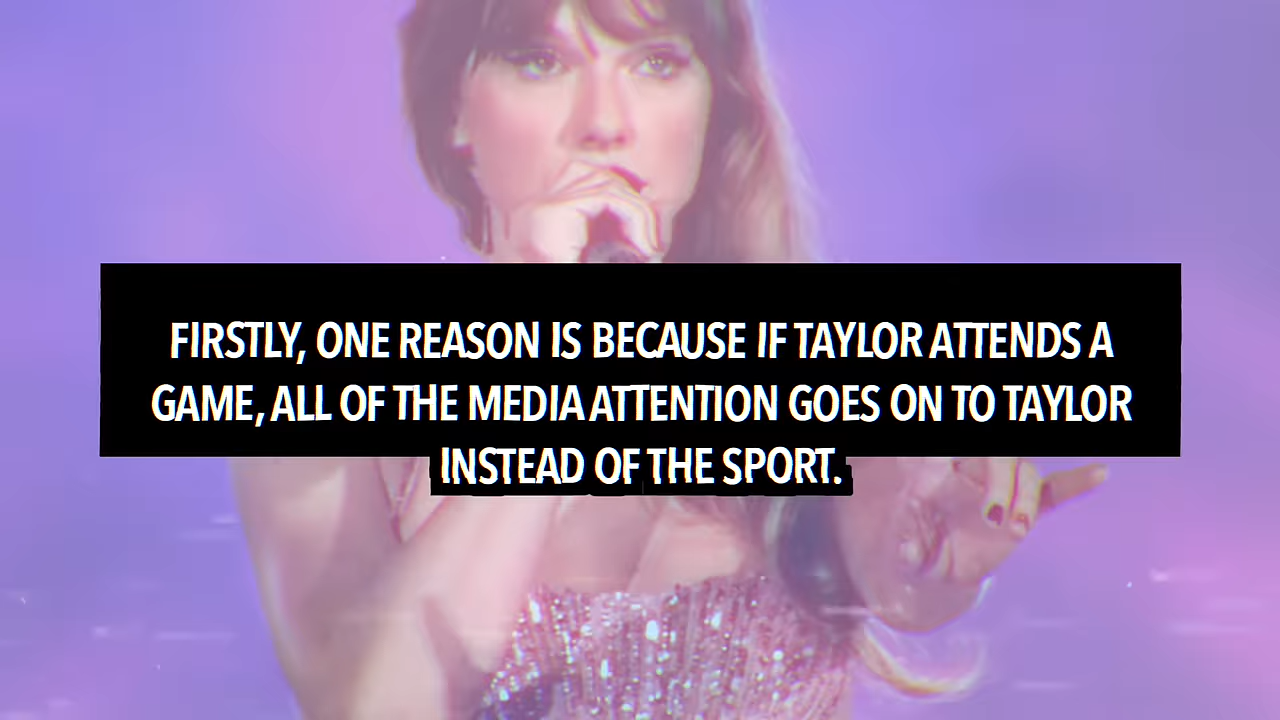 FIRSTLY, ONE REASON IS BECAUSE IF TAYLOR ATTENDS A
GAME, ALL OF THE MEDIA ATTENTION GOES ON TO TAYLOR
INSTEAD OF THE SPORT.